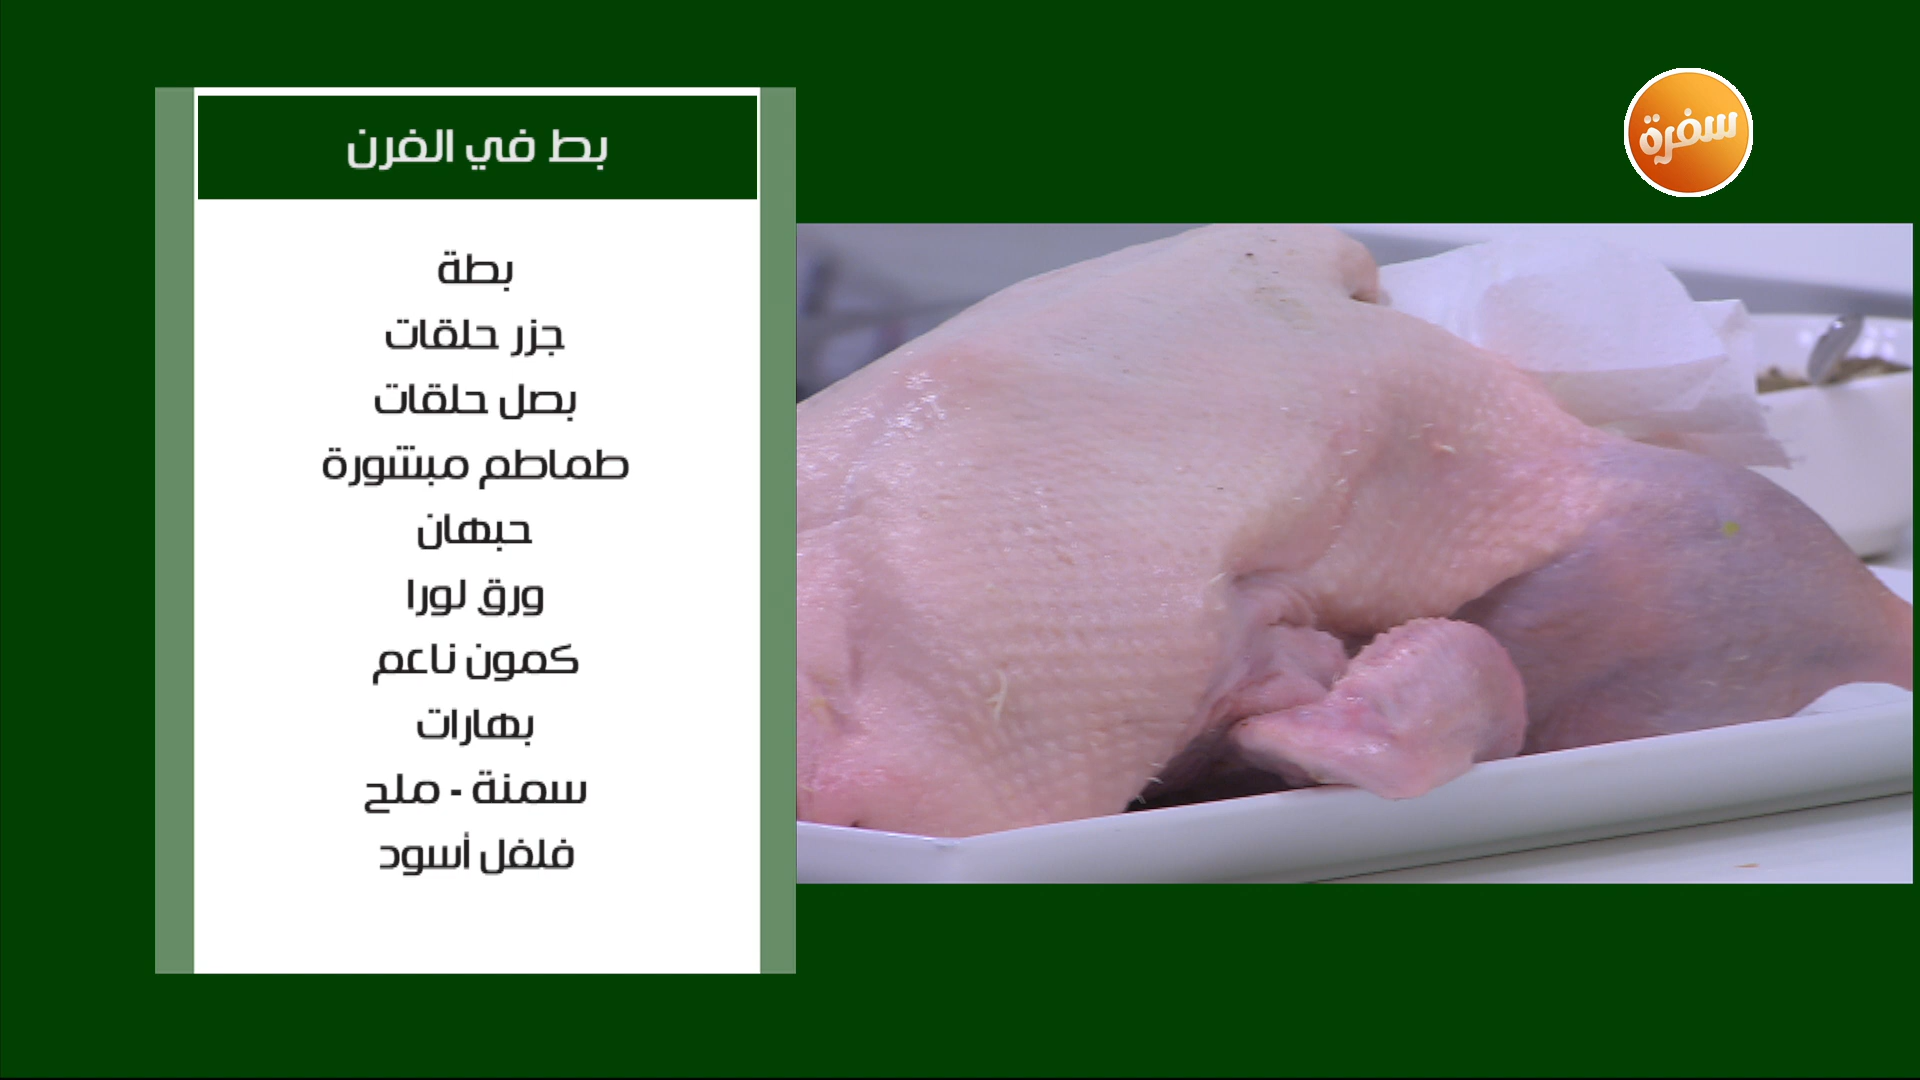 سفرة
بط في الفرن
بطة
جزر حلقات
بصل حلقات
طماطم مبشورة
حبهان
ورق لورا
كمون ناعم
بهارات
سمنة - ملح
فلفل أسود